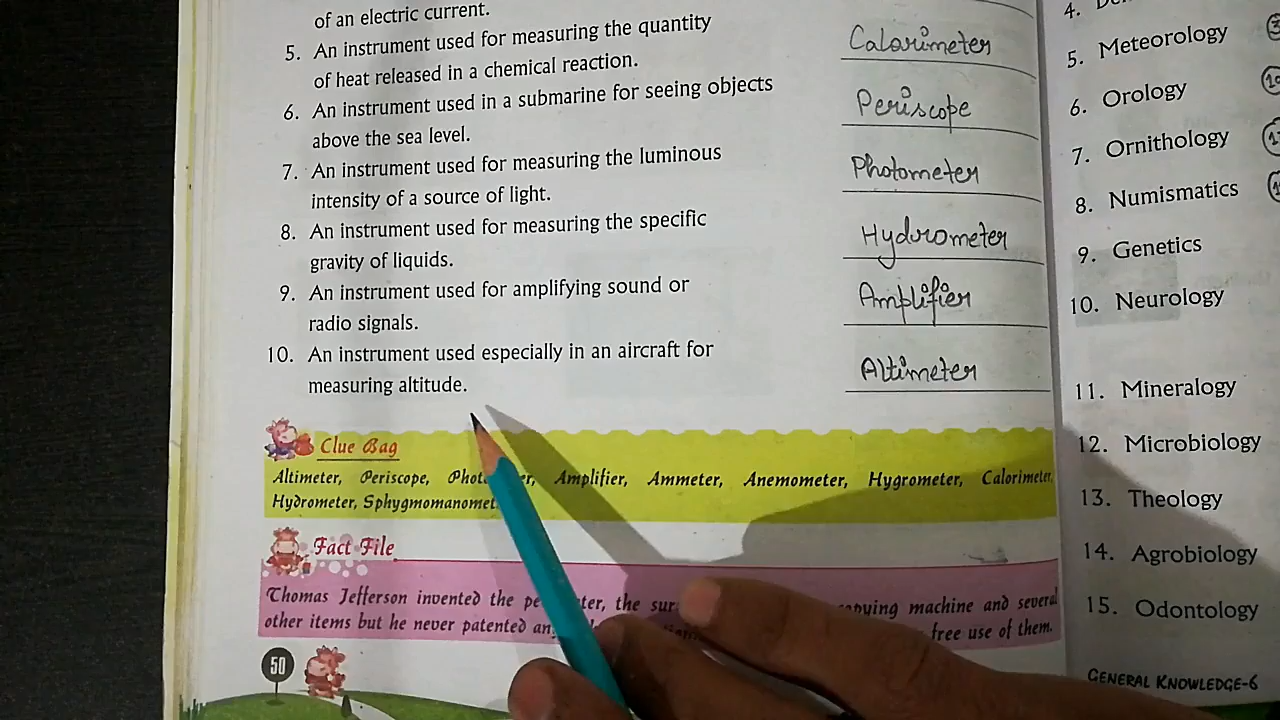 of an electric current.
5. An instrument used for measuring the quantity
of heat released in a chemical reaction.
Calorimeter
6. An instrument used in a submarine for seeing objects
above the sea level.
Periscope
7. An instrument used for measuring the luminous
intensity of a source of light.
Photometer
8. An instrument used for measuring the specific
gravity of liquids.
Hydrometer
9. An instrument used for amplifying sound or
radio signals.
Amplifier
10. An instrument used especially in an aircraft for
measuring altitude.
Altimeter
Clue Bag
Altimeter, Periscope, Amplifier, Ammeter, Anemometer, Hygrometer, Calorimeter,
Hydrometer,
Fact File
Thomas Jefferson invented the the machine and several
other items but he never patented free use of them.
50
4.
5. Meteorology
6. Orology
7. Ornithology
8. Numismatics
9. Genetics
10. Neurology
11. Mineralogy
12. Microbiology
13. Theology
14. Agrobiology
15. Odontology
GENERAL KNOWLEDGE-6